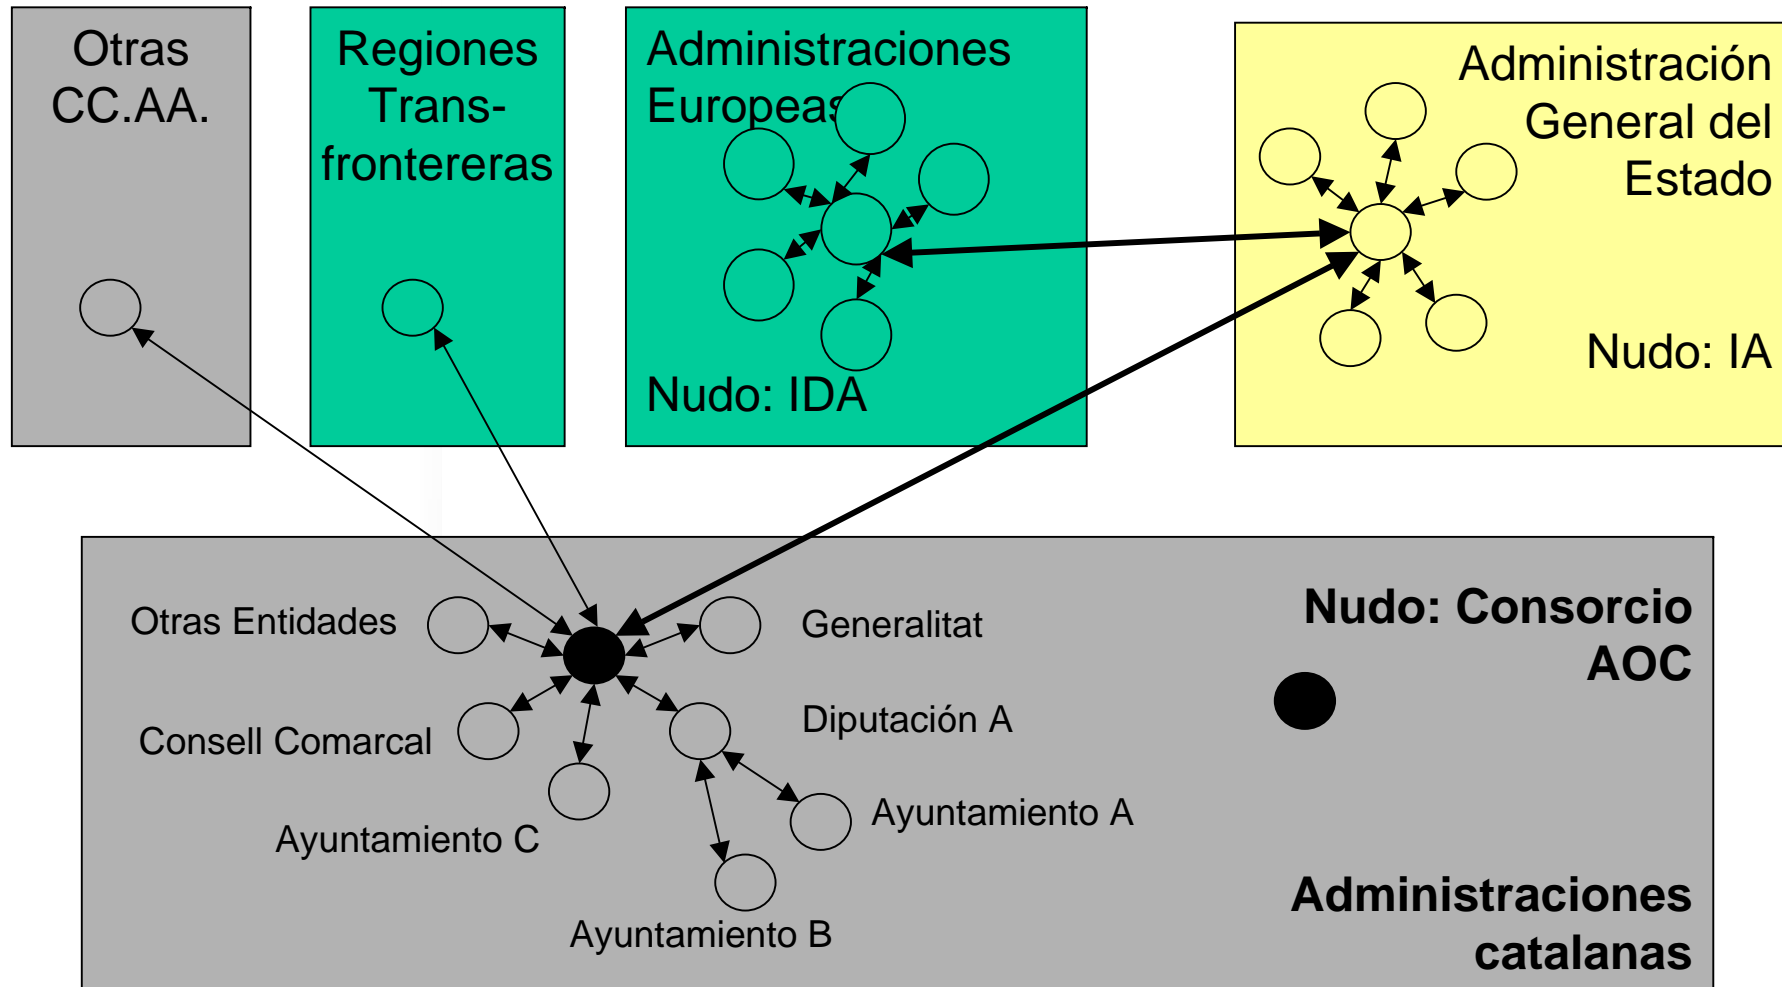 Otras
CC.AA.
Regiones
Trans-
frontereras
Administraciones
Europeas
Nudo: IDA
Administración
General del
Estado
Nudo: IA
Otras Entidades
Generalitat
Nudo: Consorcio
AOC
Consell Comarcal
Diputación A
Ayuntamiento C
Ayuntamiento A
Ayuntamiento B
Administraciones
catalanas